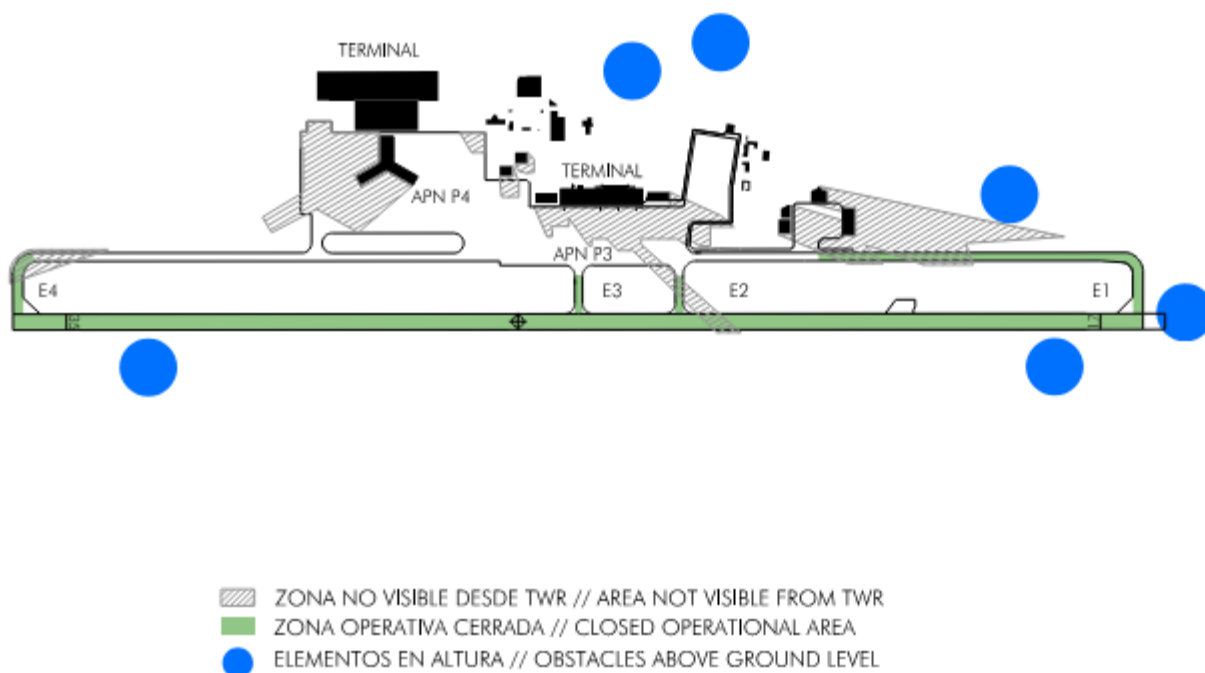 TERMINAL
TERMINAL
APN P4
APN P3
E4
E3
E2
E1
35
17
ZONA NO VISIBLE DESDE TWR // AREA NOT VISIBLE FROM TWR
ZONA OPERATIVA CERRADA // CLOSED OPERATIONAL AREA
ELEMENTOS EN ALTURA // OBSTACLES ABOVE GROUND LEVEL